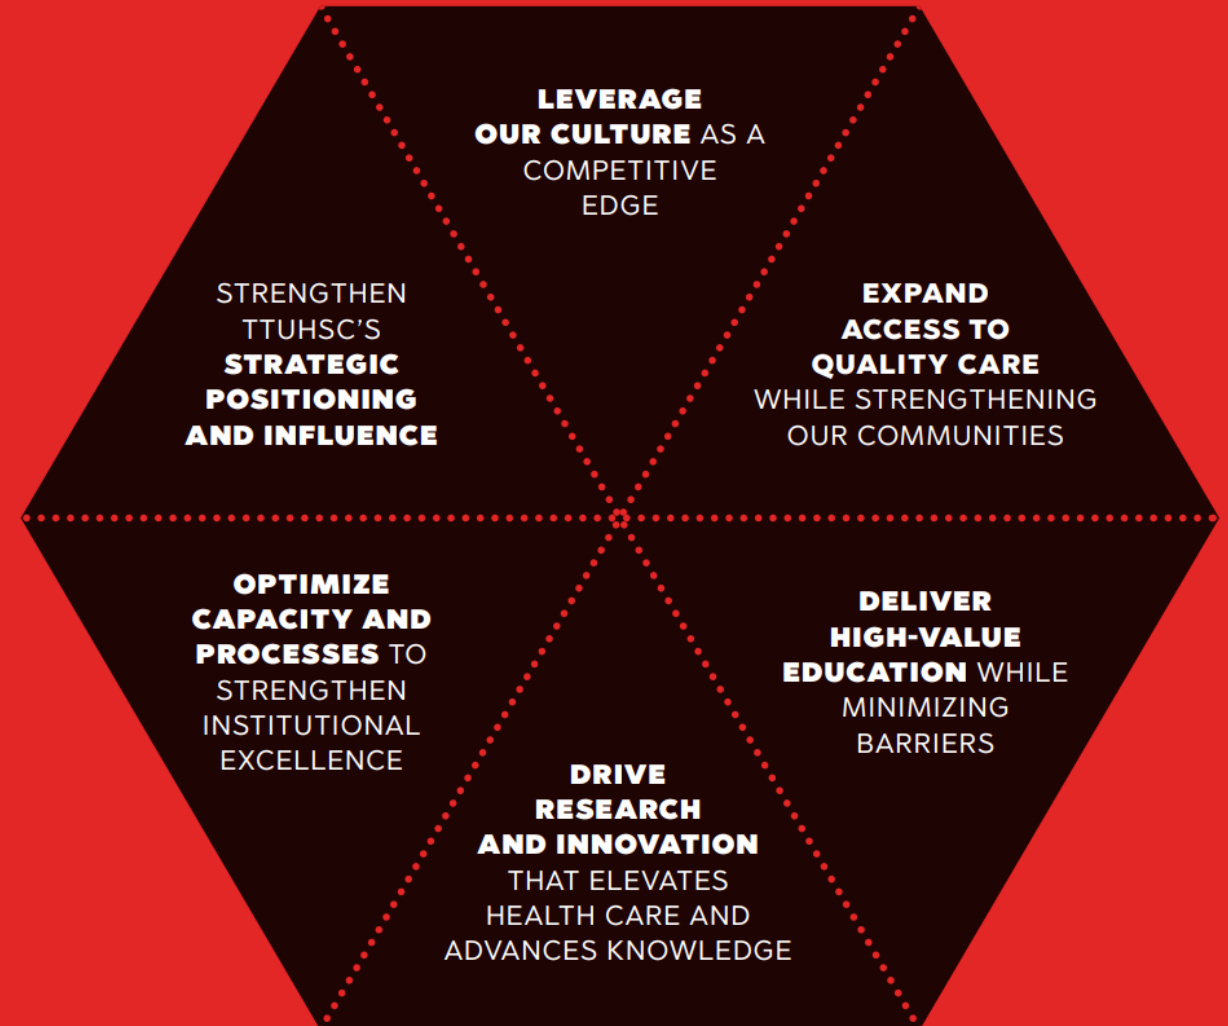 LEVERAGE
OUR CULTURE AS A
COMPETITIVE
EDGE
EXPAND
ACCESS TO
QUALITY CARE
WHILE STRENGTHENING
OUR COMMUNITIES
DELIVER
HIGH-VALUE
EDUCATION WHILE
MINIMIZING
BARRIERS
DRIVE
RESEARCH
AND INNOVATION
THAT ELEVATES
HEALTH CARE AND
ADVANCES KNOWLEDGE
OPTIMIZE
CAPACITY AND
PROCESSES TO
STRENGTHEN
INSTITUTIONAL
EXCELLENCE
STRENGTHEN
TTUHSC’S
STRATEGIC
POSITIONING
AND INFLUENCE